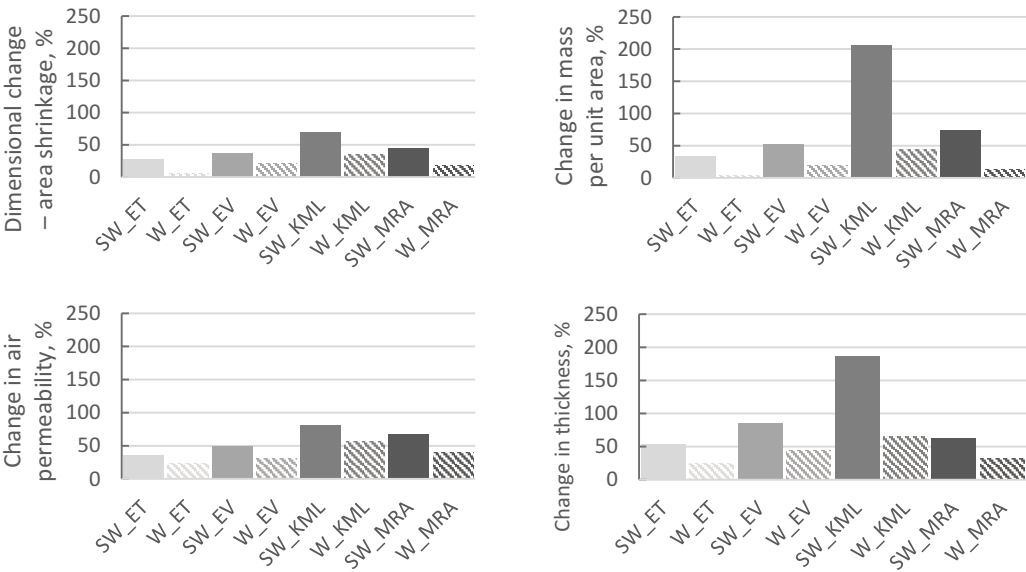 Dimensional change
– area shrinkage, %
250
200
150
100
50
0
SW_ET
W_ET
SW_EV
W_EV
SW_KML
W_KML
SW_MRA
W_MRA
Change in mass
per unit area, %
250
200
150
100
50
0
SW_ET
W_ET
SW_EV
W_EV
SW_KML
W_KML
SW_MRA
W_MRA
Change in air
permeability, %
250
200
150
100
50
0
SW_ET
W_ET
SW_EV
W_EV
SW_KML
W_KML
SW_MRA
W_MRA
Change in thickness, %
250
200
150
100
50
0
SW_ET
W_ET
SW_EV
W_EV
SW_KML
W_KML
SW_MRA
W_MRA